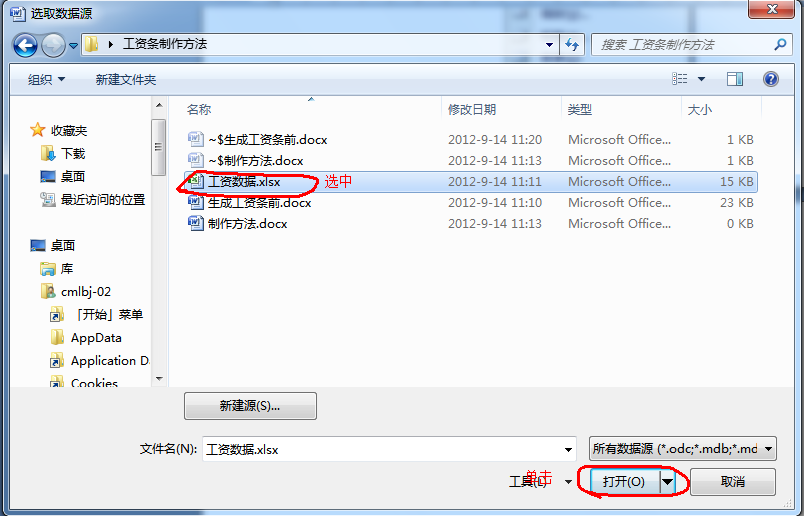 选取数据源
工资条制作方法
搜索 工资条制作方法
组织
新建文件夹
名称
修改日期
类型
大小
收藏夹
下载
桌面
最近访问的位置
桌面
库
cmlbj-02
「开始」菜单
AppData
Application D
Cookies
~$生成工资条前.docx 2012-9-14 11:20 Microsoft Office... 1 KB
~$制作方法.docx 2012-9-14 11:13 Microsoft Office... 1 KB
工资数据.xlsx 选中 2012-9-14 11:11 Microsoft Office... 15 KB
生成工资条前.docx 2012-9-14 11:10 Microsoft Office... 23 KB
制作方法.docx 2012-9-14 11:13 Microsoft Office... 0 KB
新建源(S)...
文件名(N): 工资数据.xlsx
所有数据源 (*.odc;*.mdb;*.md
工具(L)
单击
打开(O)
取消